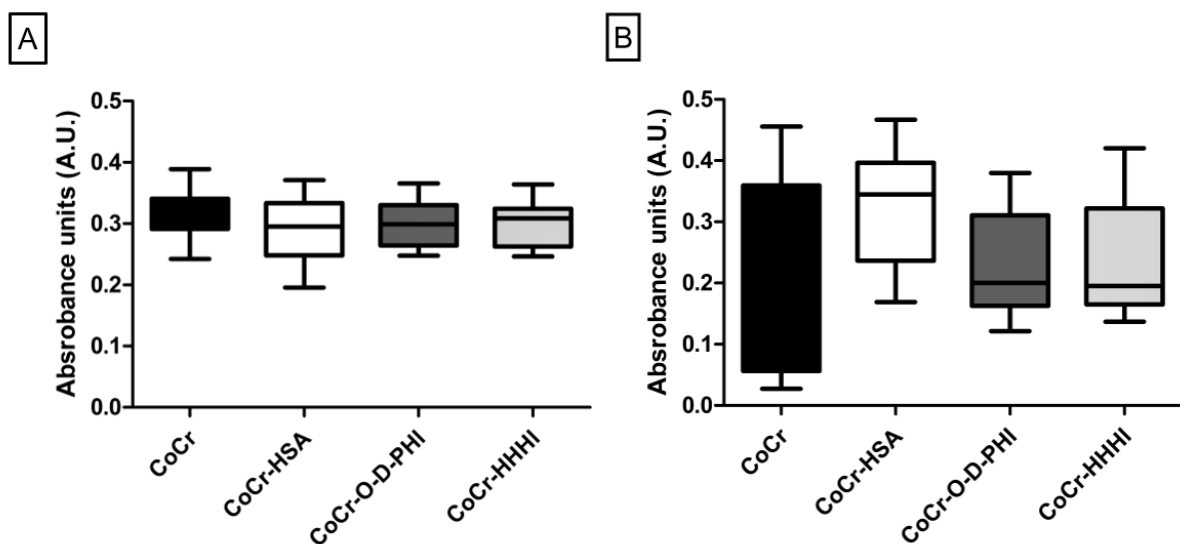 A
Absrobance units (A.U.)
0.5
0.4
0.3
0.2
0.1
0.0
CoCr
CoCr-HSA
CoCr-O-D-PHI
CoCr-HHHI
B
Absrobance units (A.U.)
0.5
0.4
0.3
0.2
0.1
0.0
CoCr
CoCr-HSA
CoCr-O-D-PHI
CoCr-HHHI